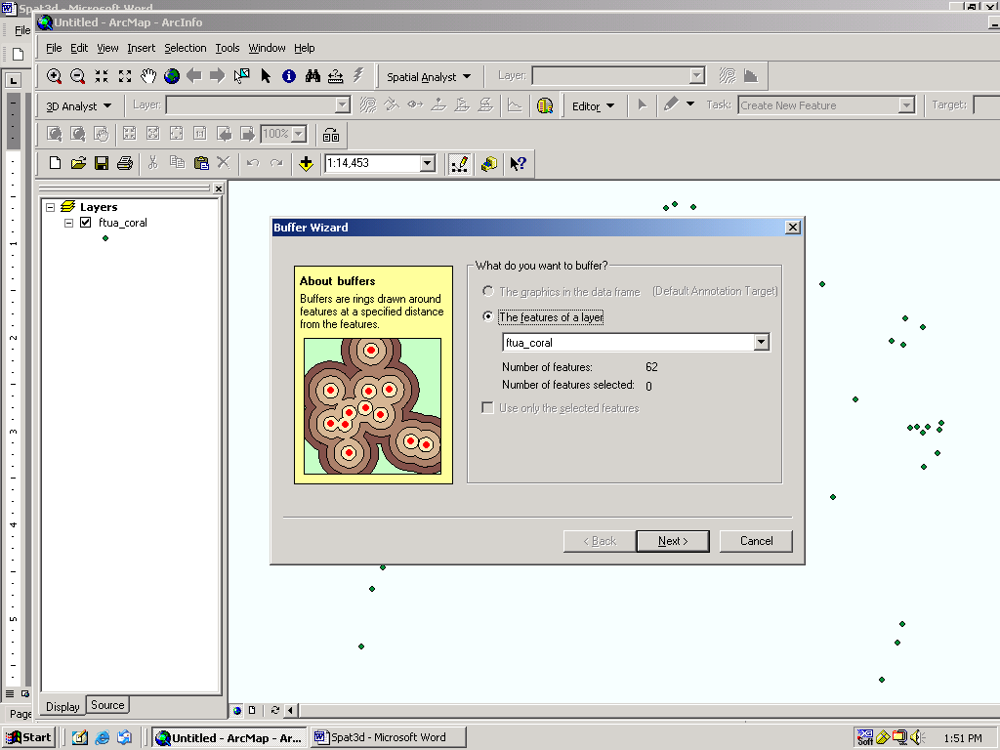 Spat3d - Microsoft Word
Untitled - ArcMap - ArcInfo
File
File Edit View Insert Selection Tools Window Help
Spatial Analyst Layer:
3D Analyst Layer: Editor Task: Create New Feature Target:
100%
1:14,453
Layers
ftua_coral
Buffer Wizard
About buffers
Buffers are rings drawn around
features at a specified distance
from the features.
What do you want to buffer?
The graphics in the data frame (Default Annotation Target)
The features of a layer
ftua_coral
Number of features: 62
Number of features selected: 0
Use only the selected features
< Back Next > Cancel
1
2
3
4
5
Display Source
Page
Start Untitled - ArcMap - Ar... Spat3d - Microsoft Word 1:51 PM